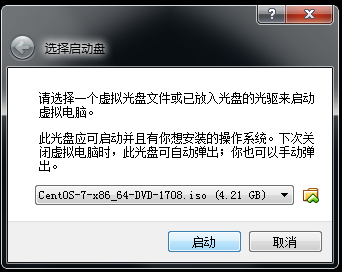 ?
选择启动盘
请选择一个虚拟光盘文件或已放入光盘的光驱来启动
虚拟电脑。
此光盘应可启动并且有你想安装的操作系统。下次关
闭虚拟电脑时，此光盘可自动弹出；你也可以手动弹
出。
CentOS-7-x86_64-DVD-1708.iso (4.21 GB)
启动
取消